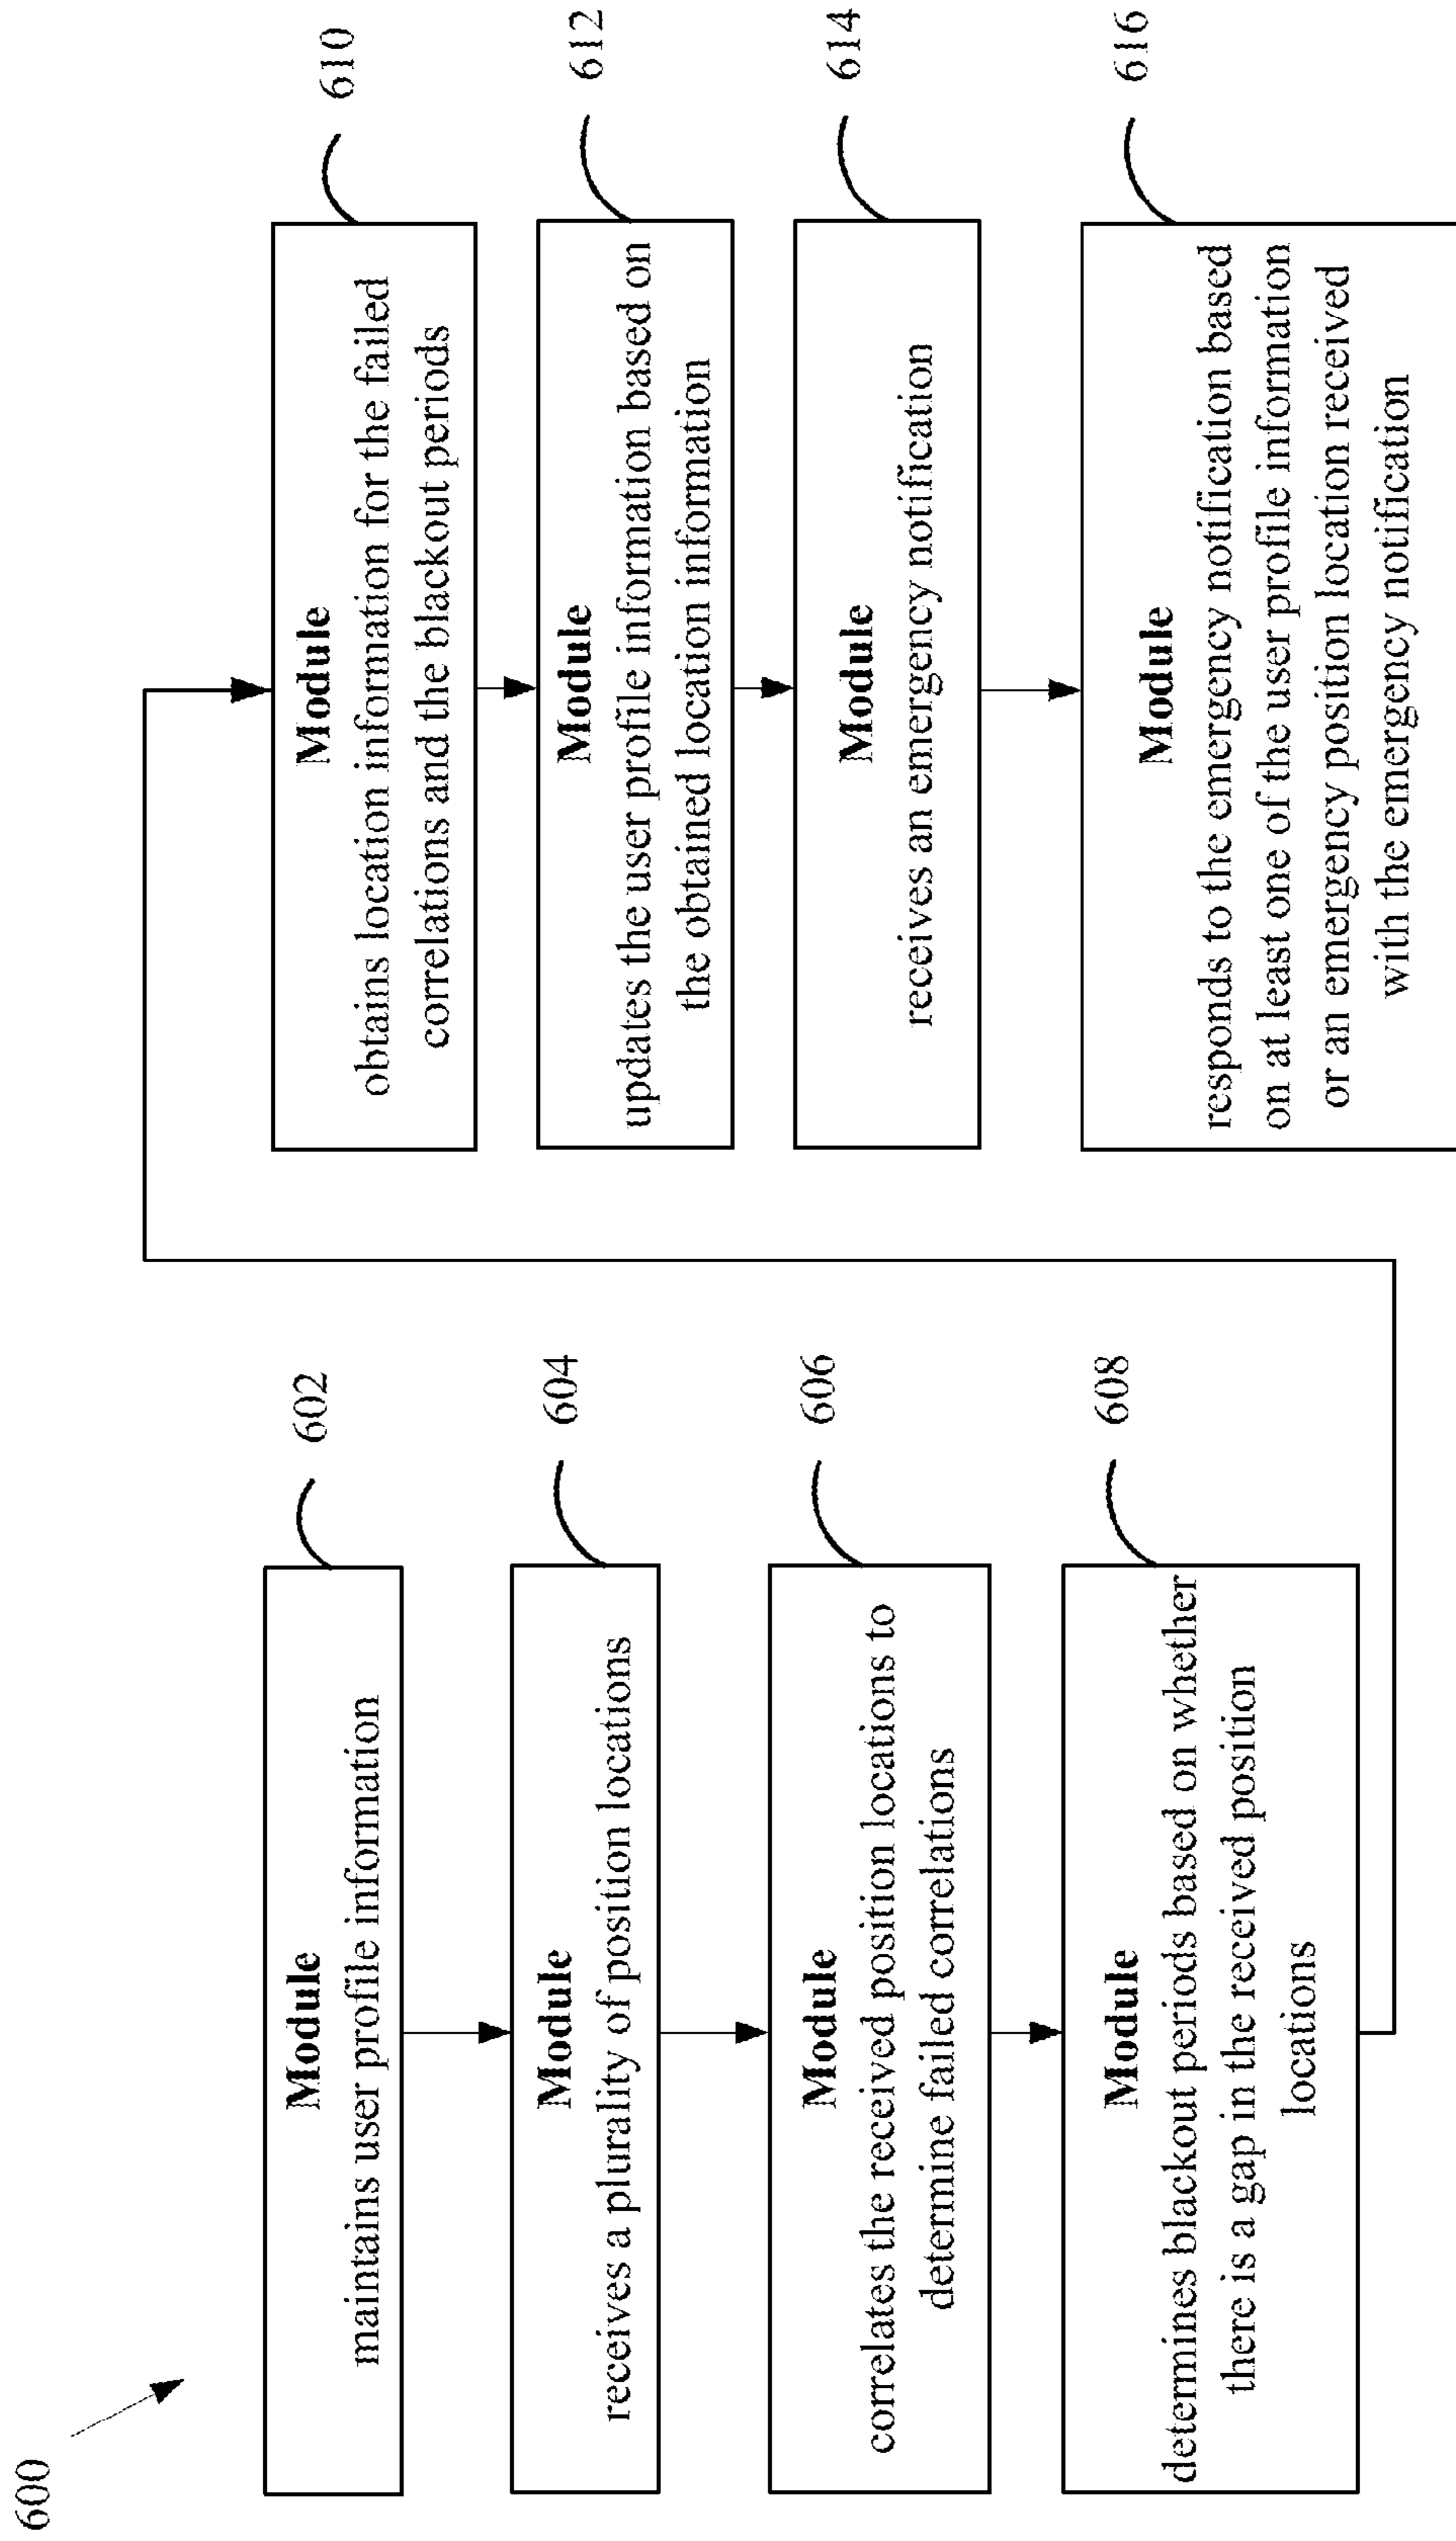 600
Module
maintains user profile information
602
Module
receives a plurality of position locations
604
Module
correlates the received position locations to
determine failed correlations
606
Module
determines blackout periods based on whether
there is a gap in the received position
locations
608
Module
obtains location information for the failed
correlations and the blackout periods
610
Module
updates the user profile information based on
the obtained location information
612
Module
receives an emergency notification
614
Module
responds to the emergency notification based
on at least one of the user profile information
or an emergency position location received
with the emergency notification
616